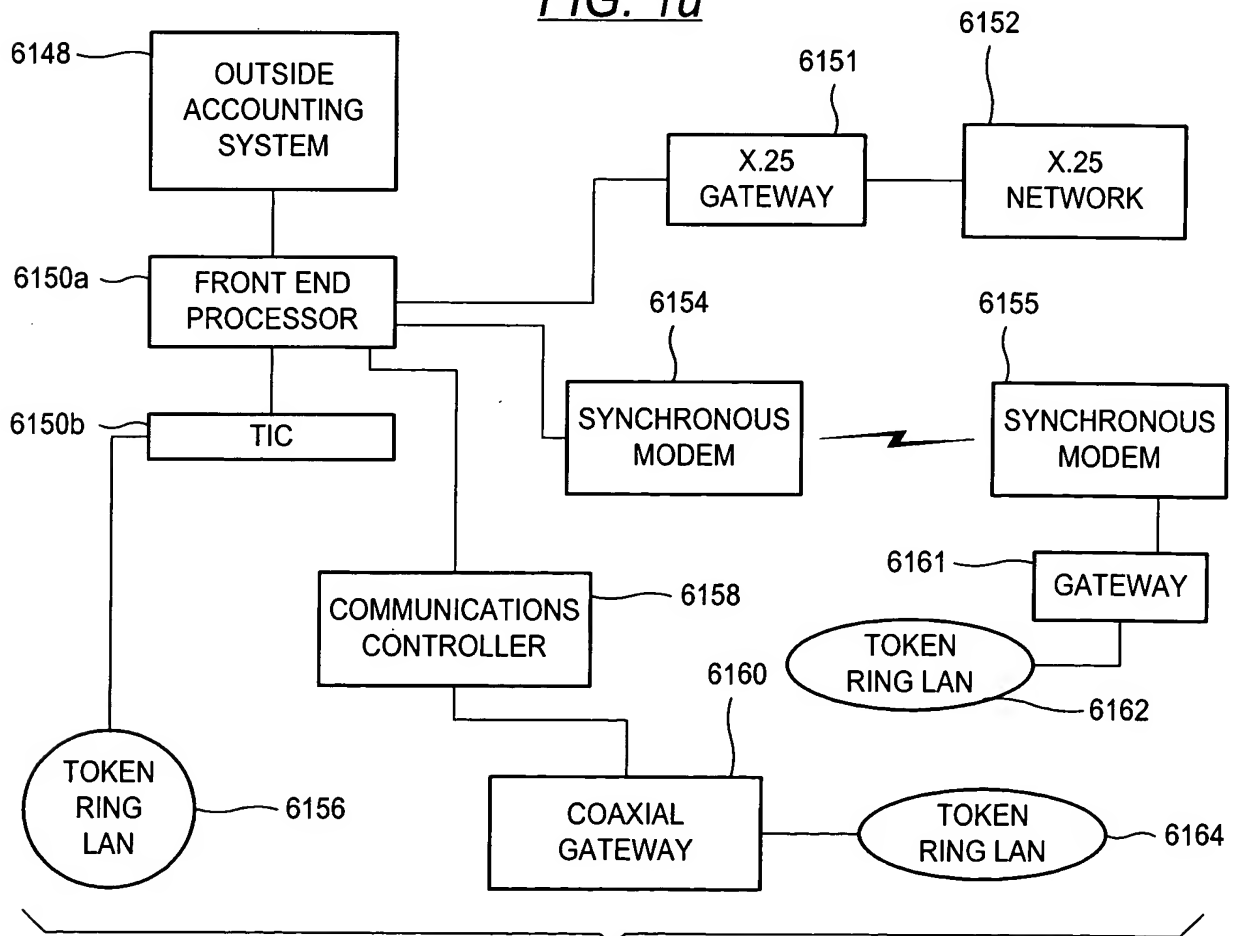 FIG. 1a
6148
OUTSIDE
ACCOUNTING
SYSTEM
6151
6152
X.25
GATEWAY
X.25
NETWORK
6150a
FRONT END
PROCESSOR
6154
6155
6150b
TIC
SYNCHRONOUS
MODEM
SYNCHRONOUS
MODEM
6161
GATEWAY
COMMUNICATIONS
CONTROLLER
6158
TOKEN
RING LAN
6162
6160
TOKEN
RING
LAN
6156
COAXIAL
GATEWAY
TOKEN
RING LAN
6164